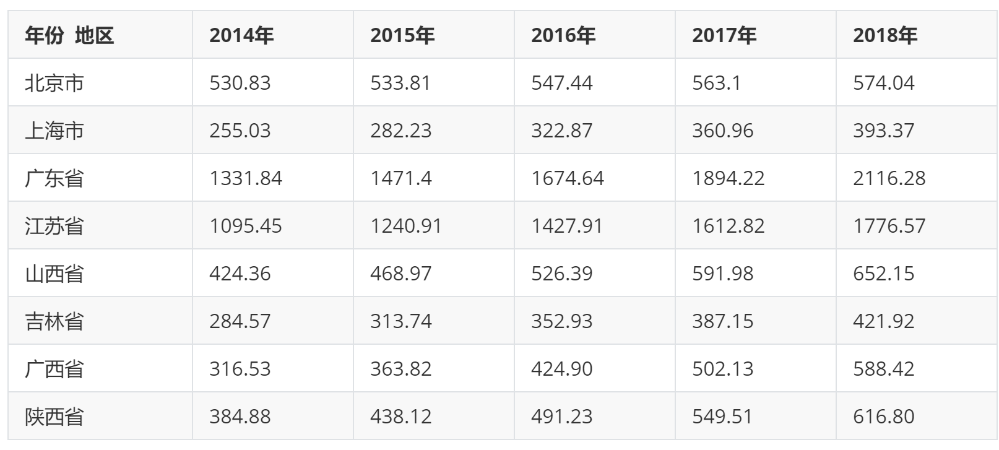 年份 地区 2014年 2015年 2016年 2017年 2018年
北京市 530.83 533.81 547.44 563.1 574.04
上海市 255.03 282.23 322.87 360.96 393.37
广东省 1331.84 1471.4 1674.64 1894.22 2116.28
江苏省 1095.45 1240.91 1427.91 1612.82 1776.57
山西省 424.36 468.97 526.39 591.98 652.15
吉林省 284.57 313.74 352.93 387.15 421.92
广西省 316.53 363.82 424.90 502.13 588.42
陕西省 384.88 438.12 491.23 549.51 616.80